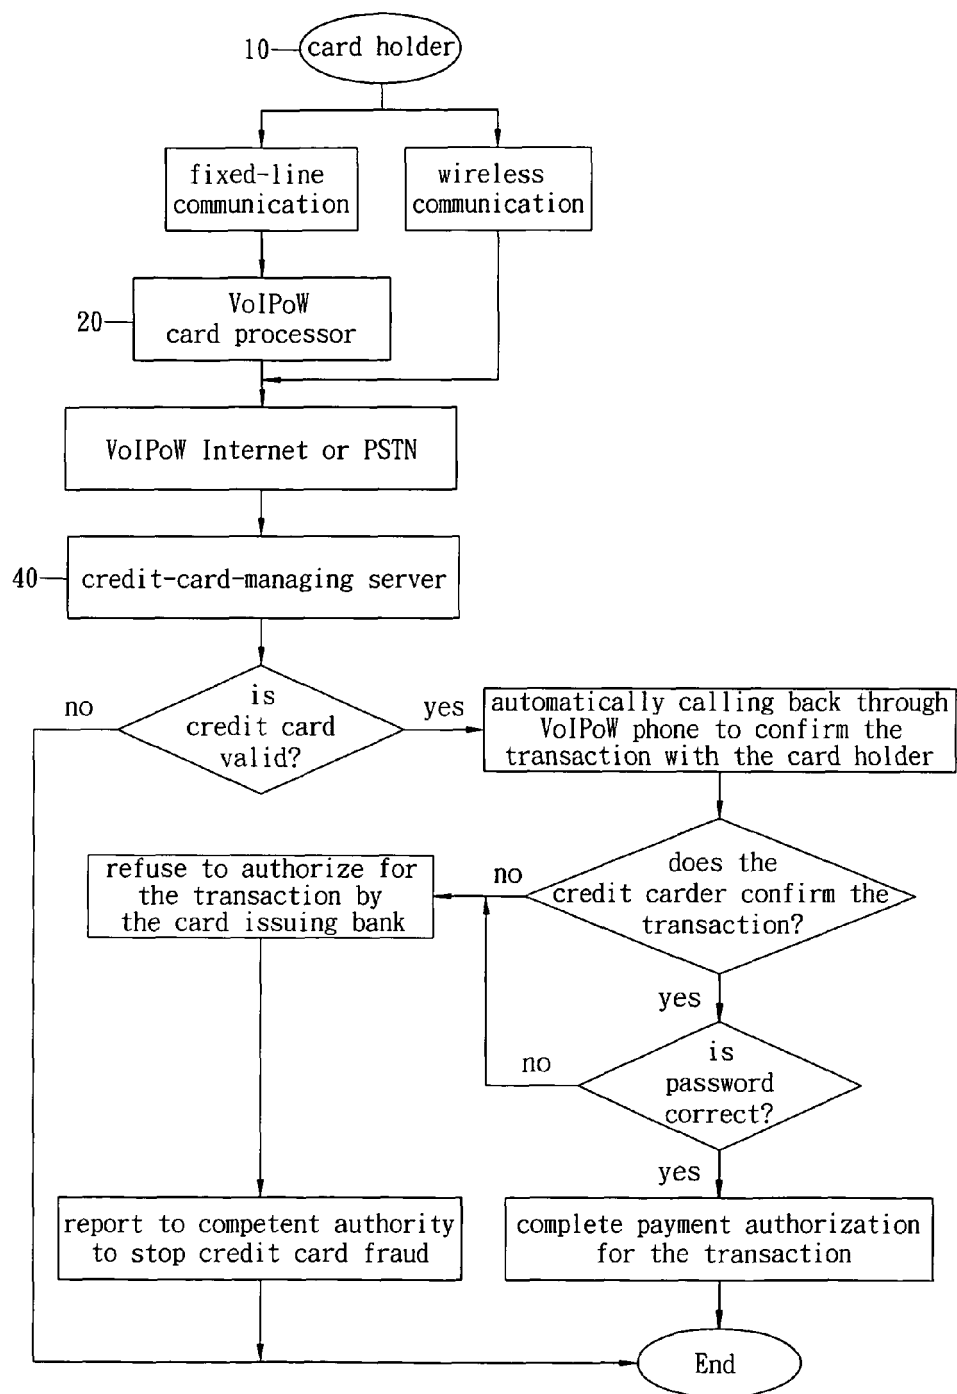 10
card holder
fixed-line
communication
wireless
communication
20
VoIPoW
card processor
VoIPoW Internet or PSTN
40
credit-card-managing server
no
is
credit card
valid?
yes
automatically calling back through
VoIPoW phone to confirm the
transaction with the card holder
refuse to authorize for
the transaction by
the card issuing bank
no
does the
credit carder confirm the
transaction?
yes
no
is
password
correct?
yes
report to competent authority
to stop credit card fraud
complete payment authorization
for the transaction
End